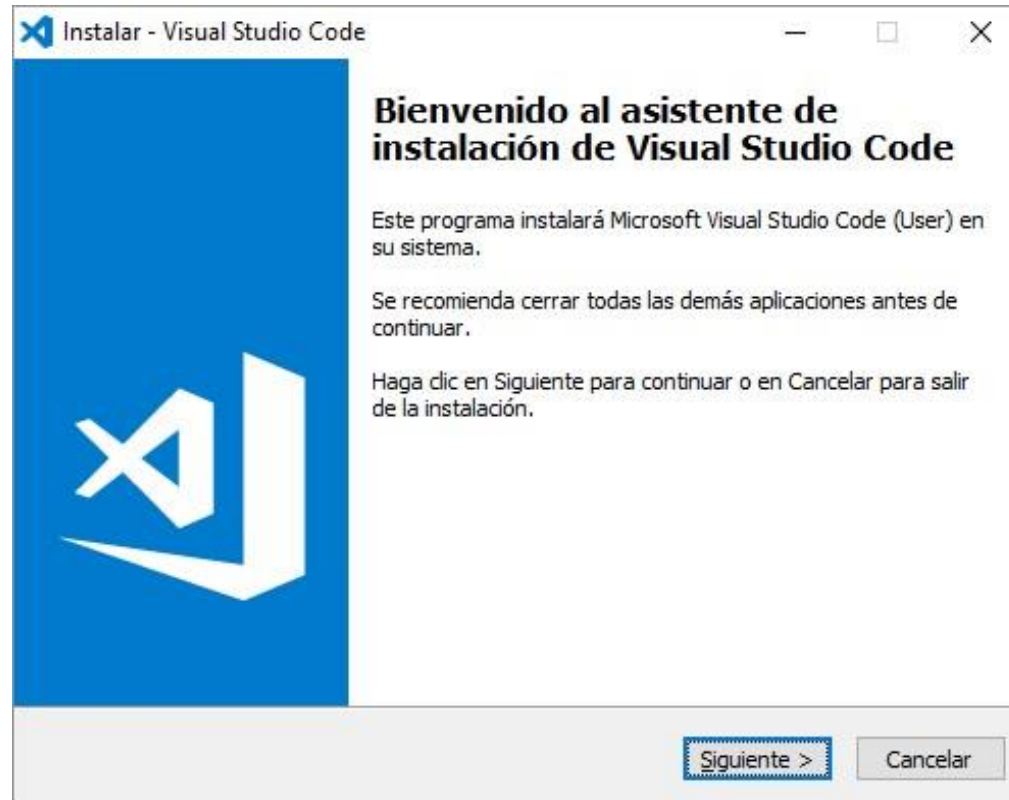 Instalar - Visual Studio Code
Bienvenido al asistente de
instalación de Visual Studio Code
Este programa instalará Microsoft Visual Studio Code (User) en
su sistema.
Se recomienda cerrar todas las demás aplicaciones antes de
continuar.
Haga clic en Siguiente para continuar o en Cancelar para salir
de la instalación.
Siguiente >
Cancelar